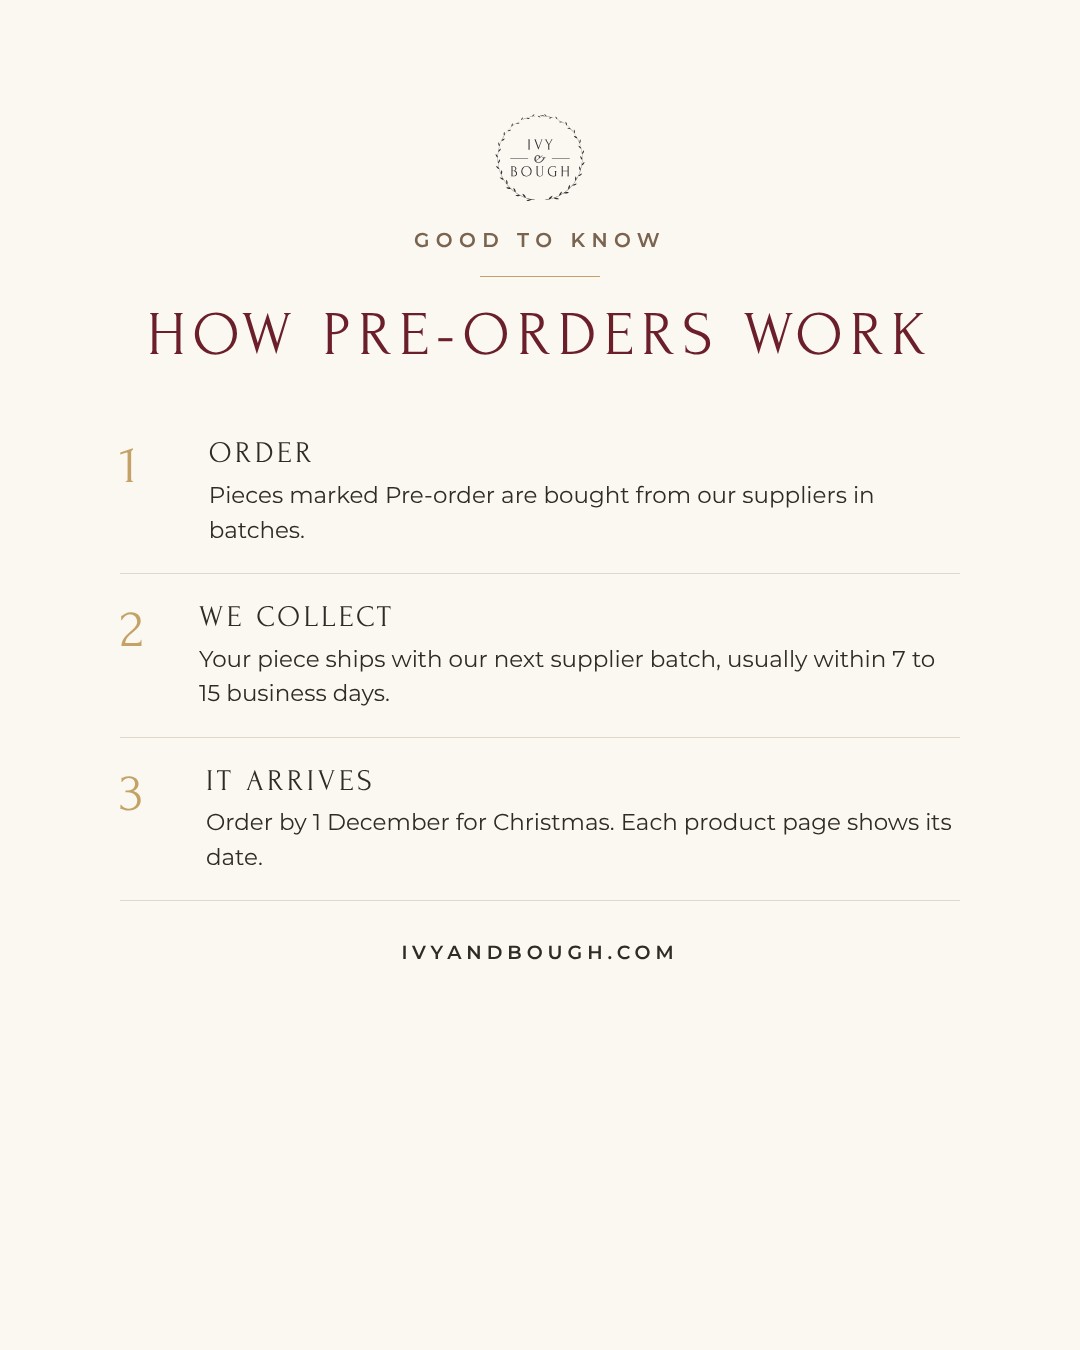 IVY
&
BOUGH
GOOD TO KNOW
HOW PRE-ORDERS WORK
1
ORDER
Pieces marked Pre-order are bought from our suppliers in
batches.
2
WE COLLECT
Your piece ships with our next supplier batch, usually within 7 to
15 business days.
3
IT ARRIVES
Order by 1 December for Christmas. Each product page shows its
date.
IVYANDBOUGH.COM